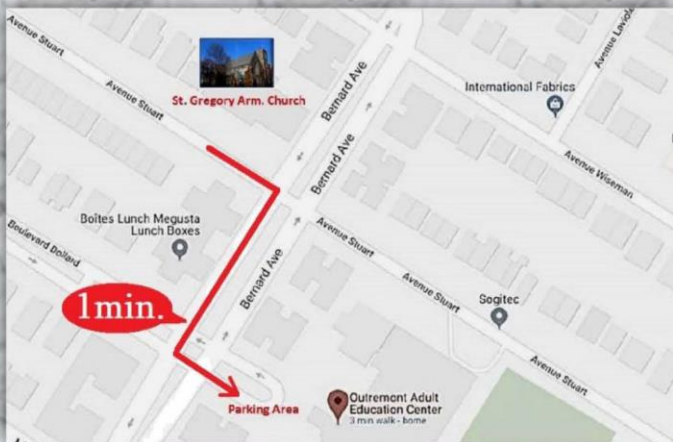 Avenue Stuart
Avenue Stuart
St. Gregory Arm. Church
Bernard Ave
Bernard Ave
International Fabrics
Avenue Wiseman
Boîtes Lunch Megusta
Lunch Boxes
Boulevard Dollard
1min.
Bernard Ave
Avenue Stuart
Avenue Stuart
Sogitec
Avenue Stuart
Parking Area
Outremont Adult
Education Center
3 min walk - home